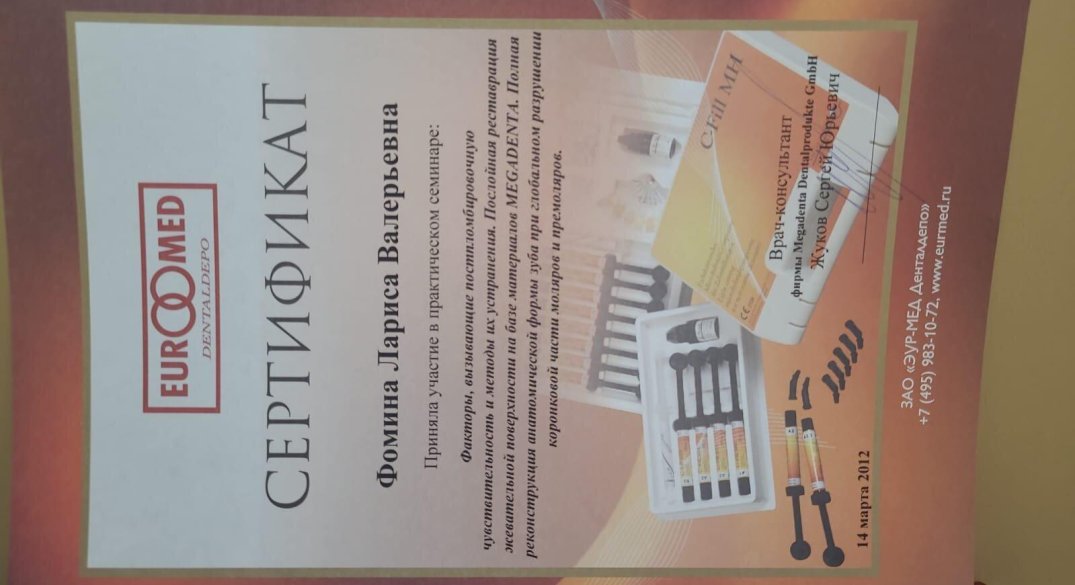 EUROMED
DENTALDEPO
СЕРТИФИКАТ
Фомина Лариса Валерьевна
Приняла участие в практическом семинаре:
Факторы, вызывающие постпломбировочную
чувствительность и методы их устранения. Послойная реставрация
жевательной поверхности на базе материалов MEGADENTA. Полная
реконструкция анатомической формы зуба при глобальном разрушении
коронковой части моляров и премоляров.
C-Fill MH
CE
Врач-консультант
фирмы Megadenta Dentalprodukte GmbH
Жуков Сергей Юрьевич
14 марта 2012
ЗАО «ЭУР-МЕД Денталдепо»
+7 (495) 983-10-72, www.eurmed.ru